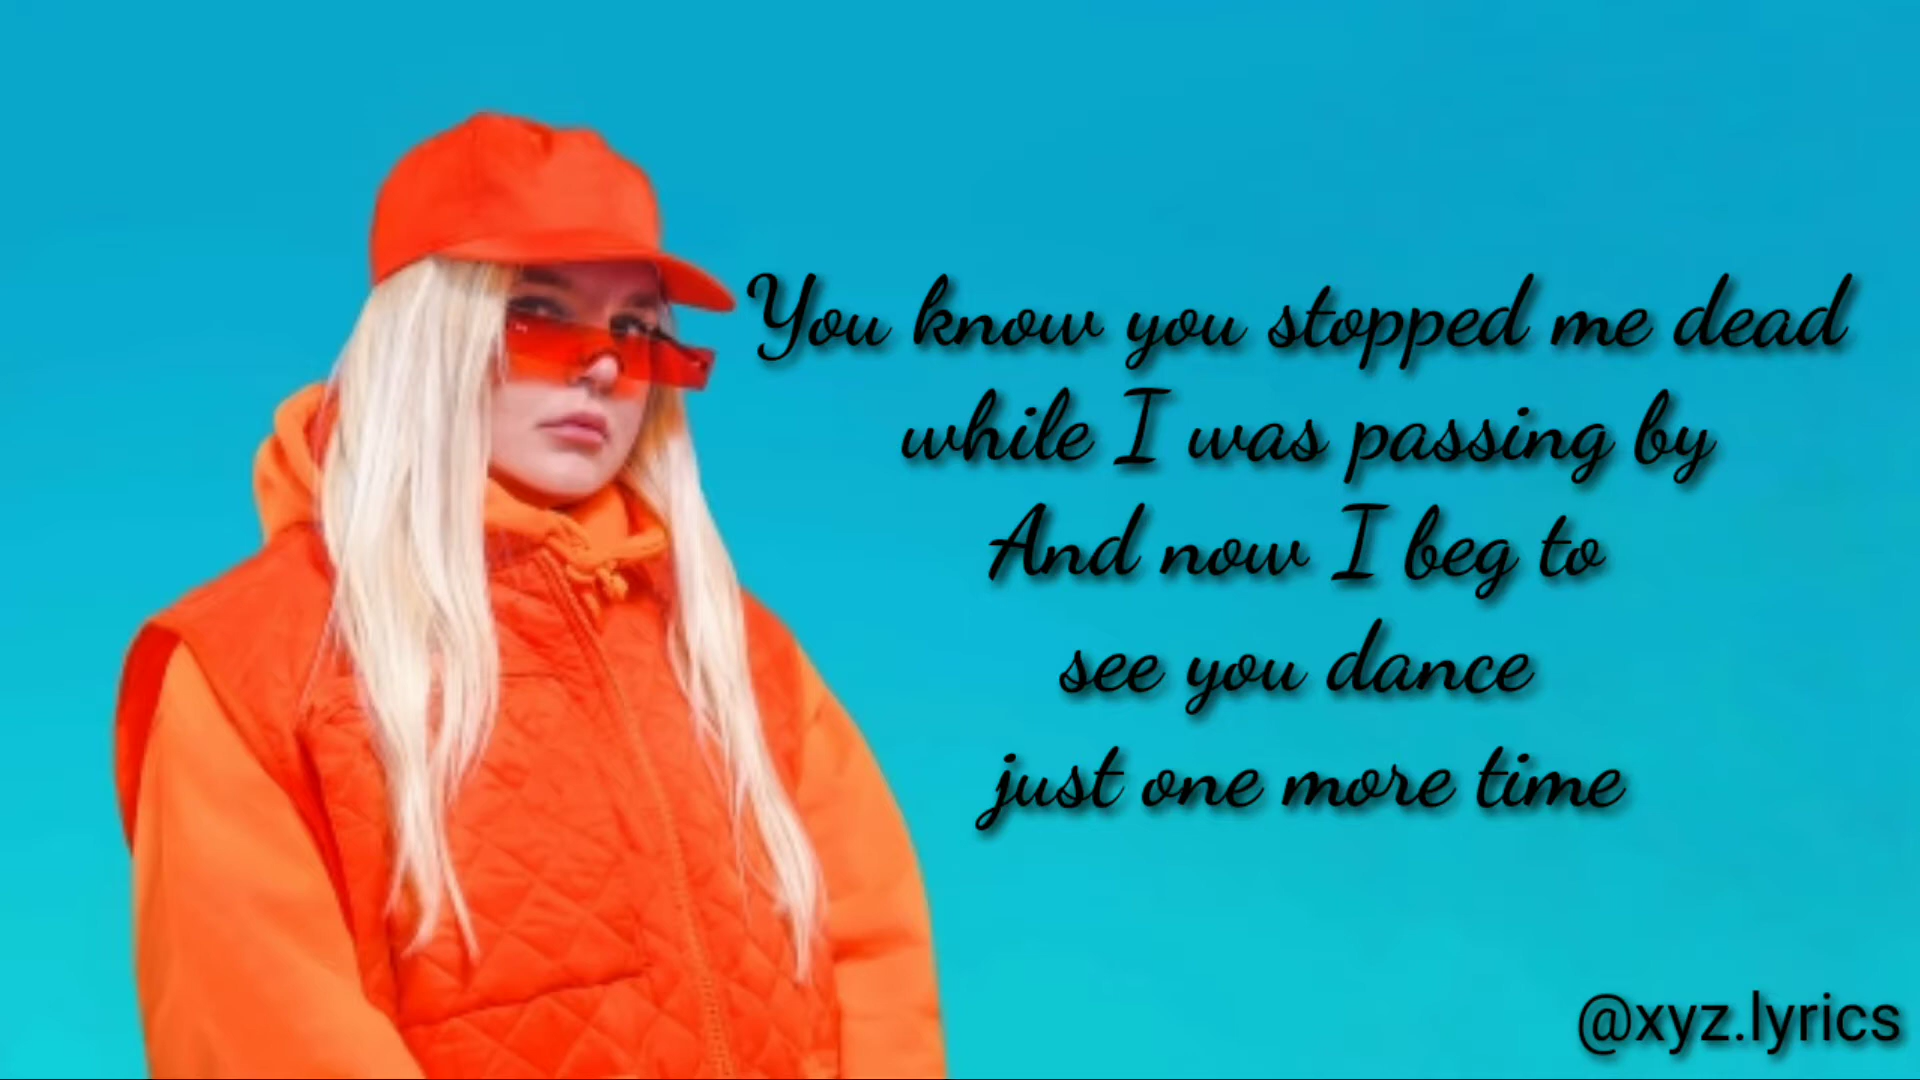 You know you stopped me dead
while I was passing by
And now I beg to
see you dance
just one more time
@xyz.lyrics